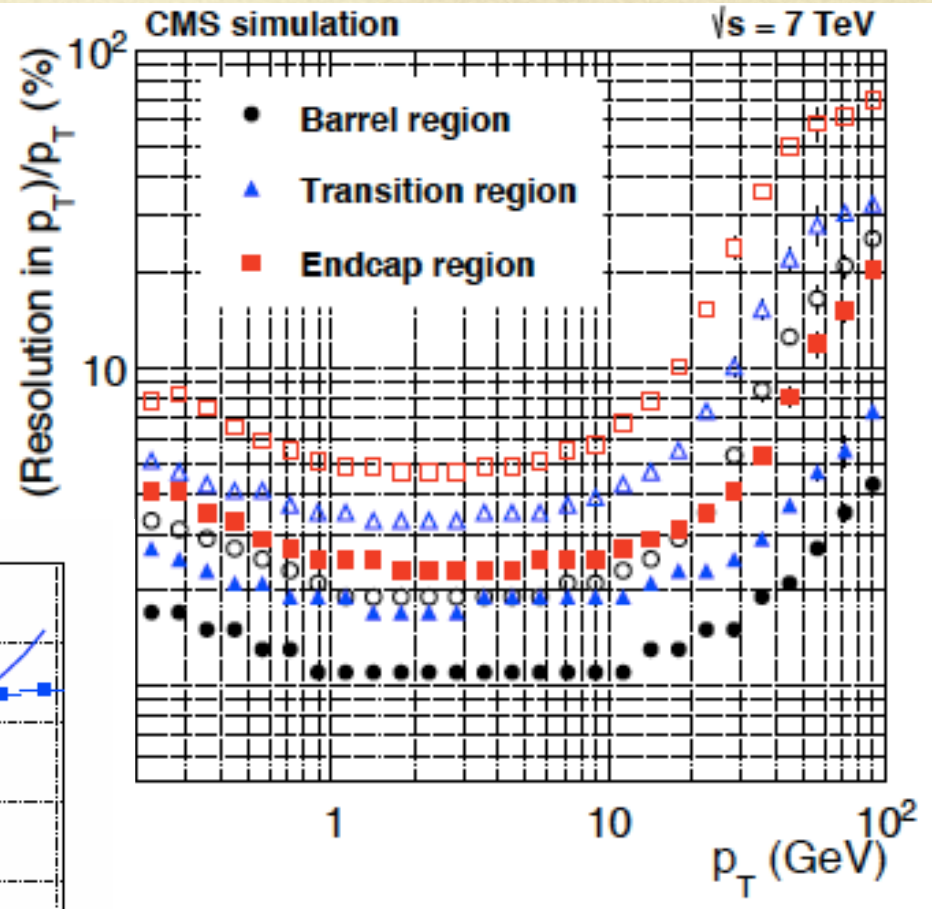 CMS simulation √s = 7 TeV
(Resolution in p_T)/p_T (%)
10²
Barrel region
Transition region
Endcap region
10
1 10 10²
p_T (GeV)